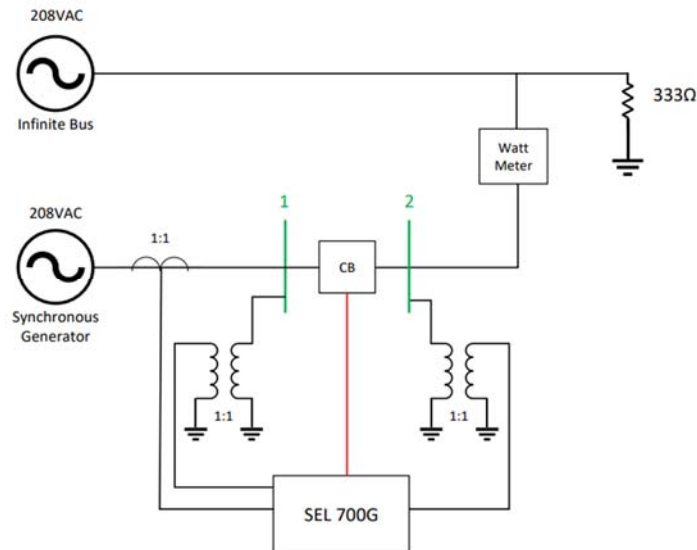 208VAC
Infinite Bus
333Ω
Watt
Meter
208VAC
1:1
1
2
CB
Synchronous
Generator
1:1
1:1
SEL 700G